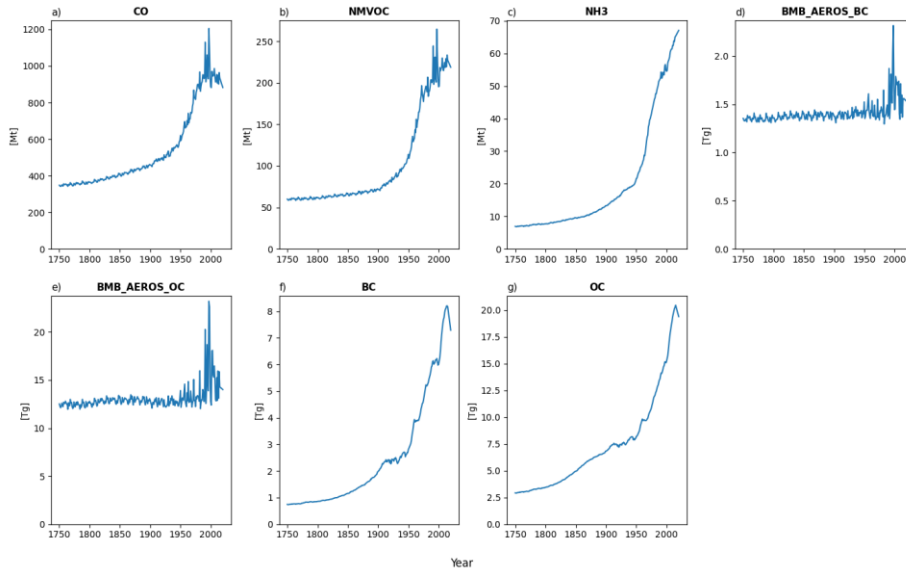 a) CO
b) NMVOC
c) NH3
d) BMB_AEROS_BC
[Mt]
1200
1000
800
600
400
200
0
1750 1800 1850 1900 1950 2000
[Mt]
250
200
150
100
50
0
1750 1800 1850 1900 1950 2000
[Mt]
70
60
50
40
30
20
10
0
1750 1800 1850 1900 1950 2000
[Tg]
2.0
1.5
1.0
0.5
0.0
1750 1800 1850 1900 1950 2000
e) BMB_AEROS_OC
f) BC
g) OC
[Tg]
20
15
10
5
0
1750 1800 1850 1900 1950 2000
[Tg]
8
7
6
5
4
3
2
1
0
1750 1800 1850 1900 1950 2000
[Tg]
20.0
17.5
15.0
12.5
10.0
7.5
5.0
2.5
0.0
1750 1800 1850 1900 1950 2000
Year